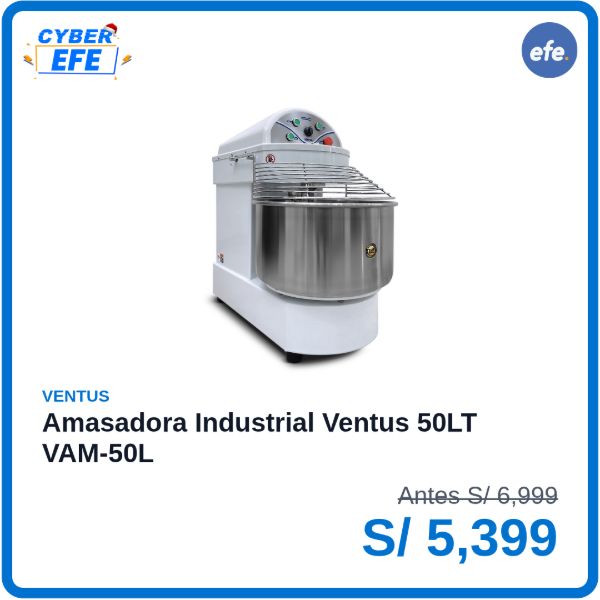 CYBER
EFE
efe.
VENTUS
Amasadora Industrial Ventus 50LT
VAM-50L
Antes S/ 6,999
S/ 5,399